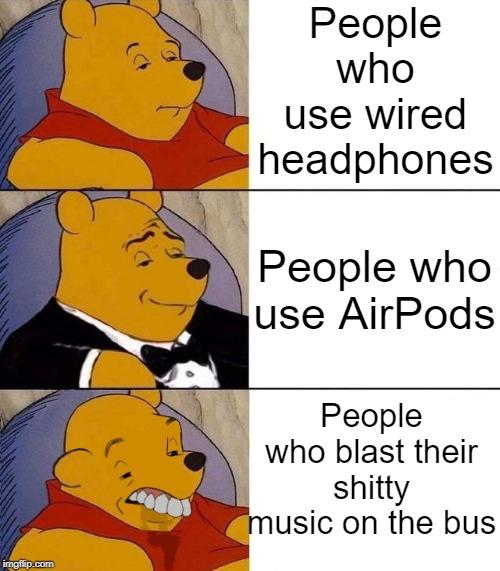 People
who
use wired
headphones
People who
use AirPods
People
who blast their
shitty
music on the bus
imgflip.com